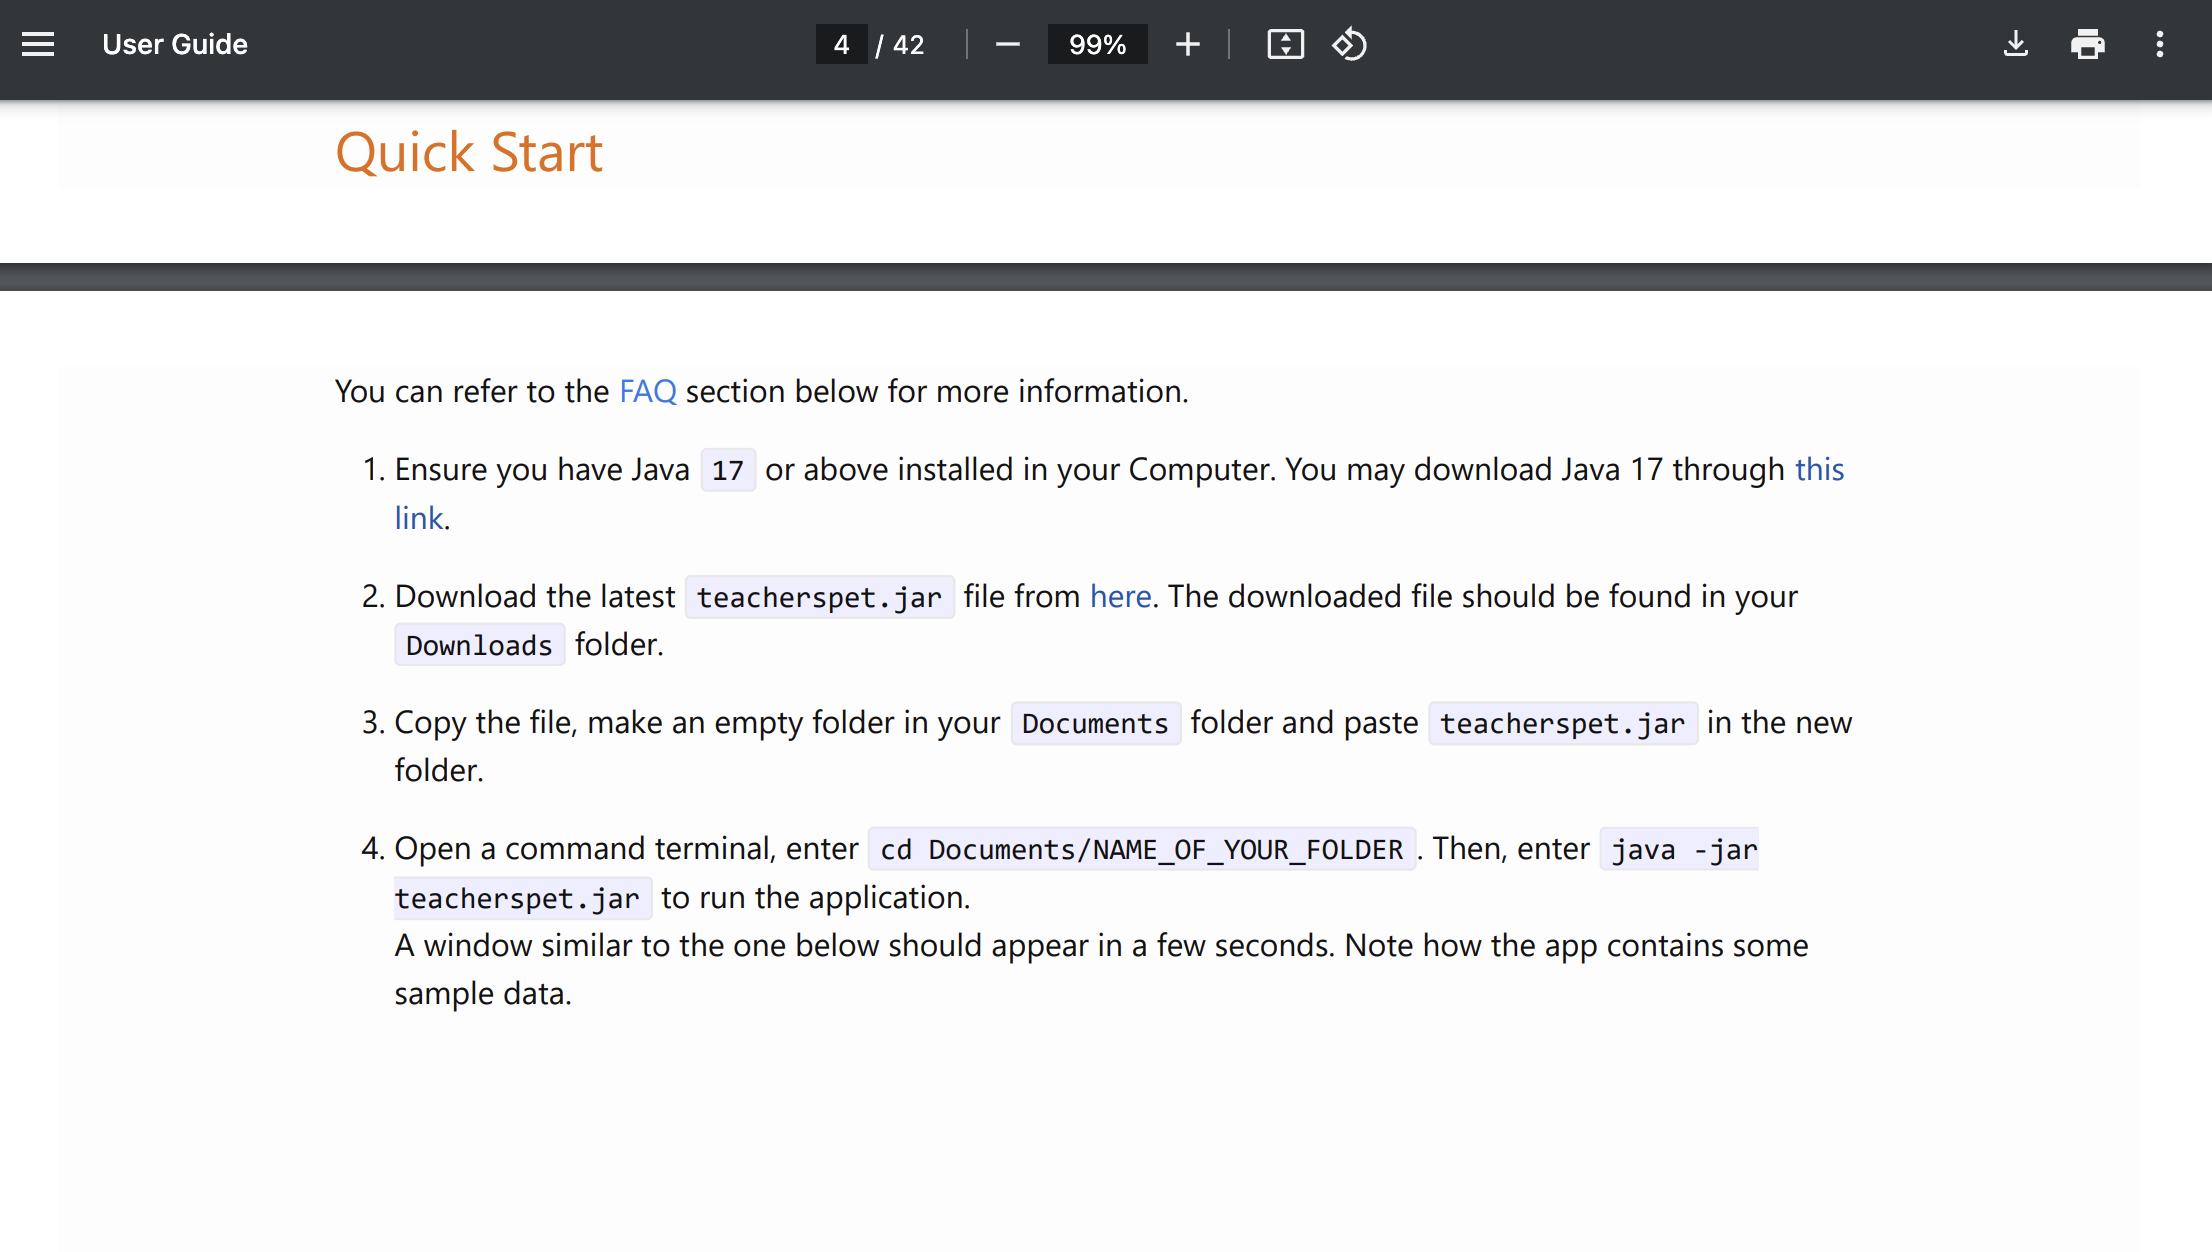 User Guide
4 / 42
99%
Quick Start
You can refer to the FAQ section below for more information.
1. Ensure you have Java 17 or above installed in your Computer. You may download Java 17 through this
link.
2. Download the latest teacherspet.jar file from here. The downloaded file should be found in your
Downloads folder.
3. Copy the file, make an empty folder in your Documents folder and paste teacherspet.jar in the new
folder.
4. Open a command terminal, enter cd Documents/NAME_OF_YOUR_FOLDER. Then, enter java -jar
teacherspet.jar to run the application.
A window similar to the one below should appear in a few seconds. Note how the app contains some
sample data.